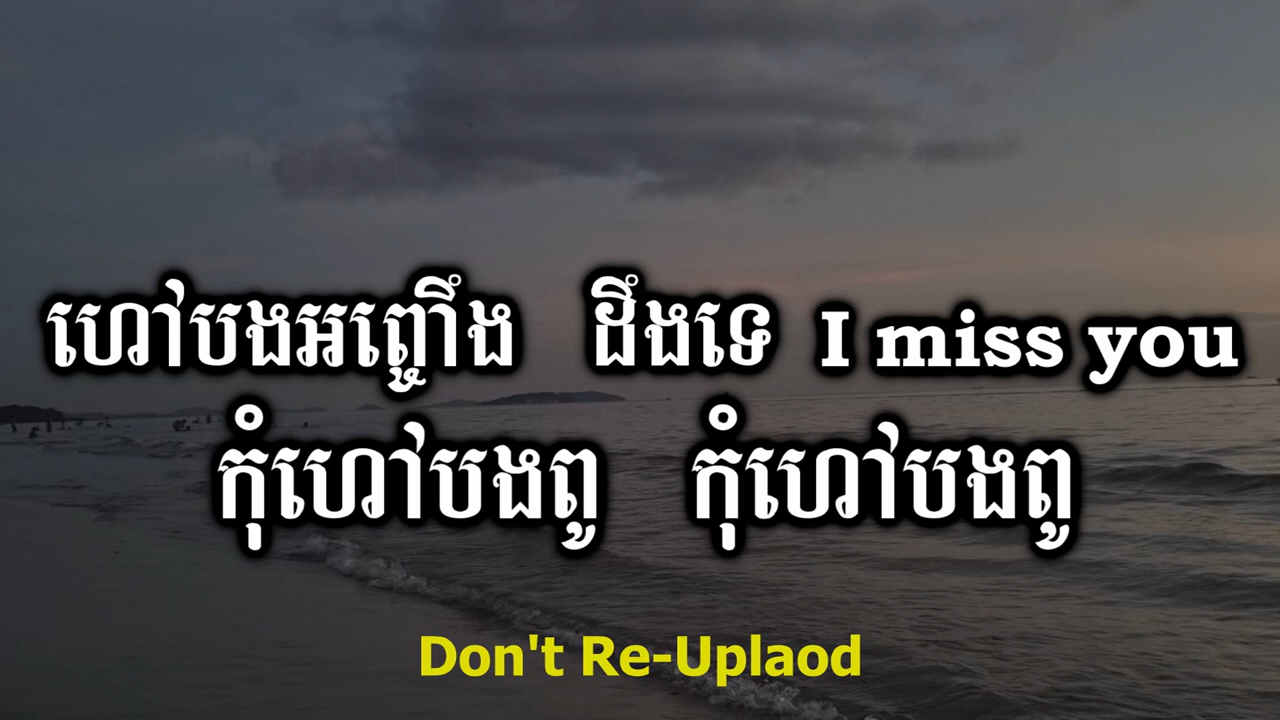 ហៅបងអញ្ចឹង ដឹងទេ I miss you
កុំហៅបងពូ កុំហៅបងពូ
Don't Re-Uplaod